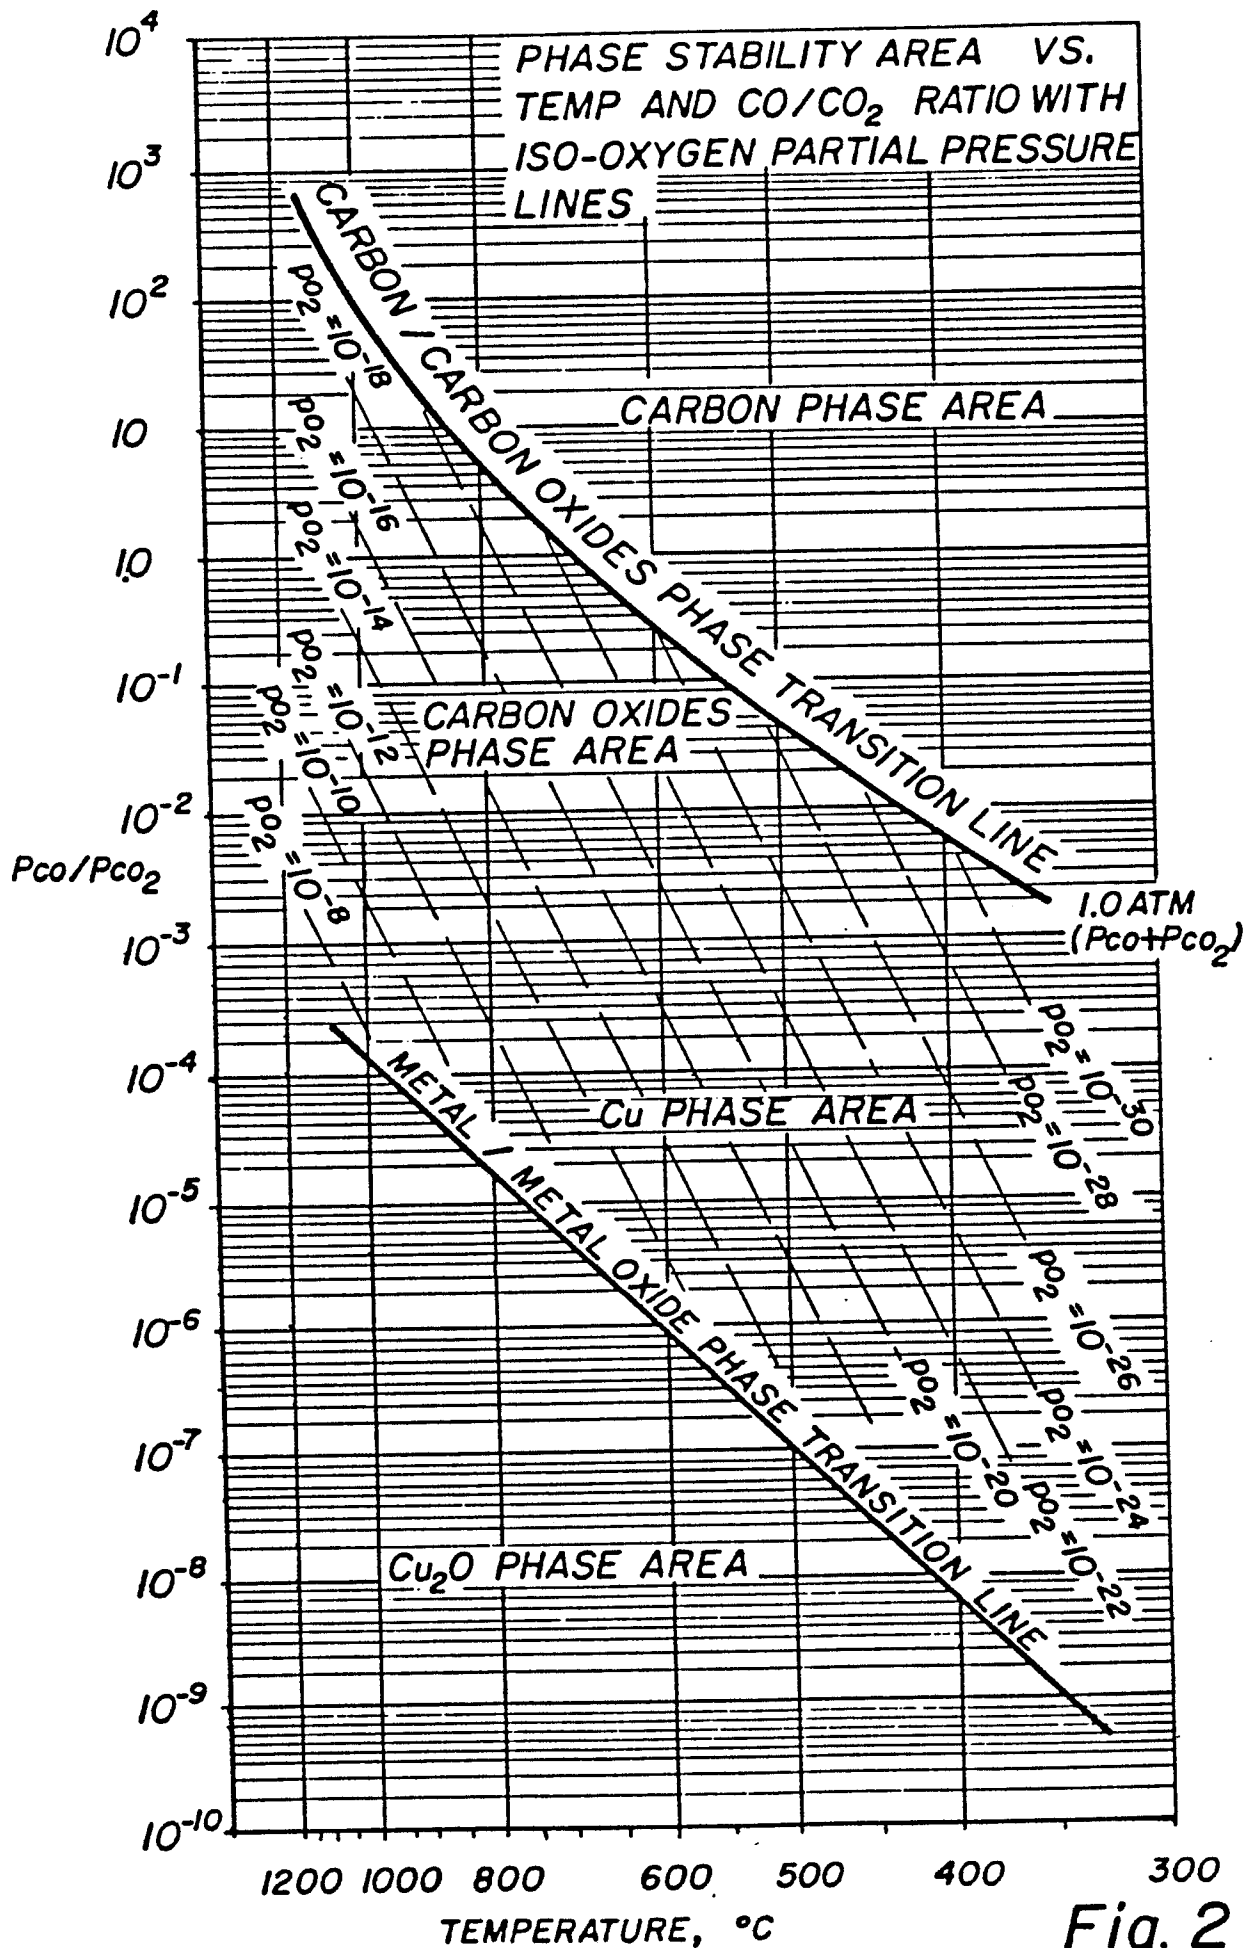 PHASE STABILITY AREA VS.
TEMP AND CO/CO2 RATIO WITH
ISO-OXYGEN PARTIAL PRESSURE
LINES
10^4
10^3
10^2
10
1.0
10^-1
10^-2
Pco/Pco2
10^-3
10^-4
10^-5
10^-6
10^-7
10^-8
10^-9
10^-10
CARBON / CARBON OXIDES PHASE TRANSITION LINE
CARBON PHASE AREA
pO2 = 10^-18
pO2 = 10^-16
pO2 = 10^-14
pO2 = 10^-12
pO2 = 10^-10
pO2 = 10^-8
CARBON OXIDES
PHASE AREA
1.0 ATM
(Pco+Pco2)
Cu PHASE AREA
pO2 = 10^-30
pO2 = 10^-28
pO2 = 10^-26
pO2 = 10^-24
pO2 = 10^-22
pO2 = 10^-20
METAL / METAL OXIDE PHASE TRANSITION LINE
Cu2O PHASE AREA
1200 1000 800 600 500 400 300
TEMPERATURE, °C
Fig. 2